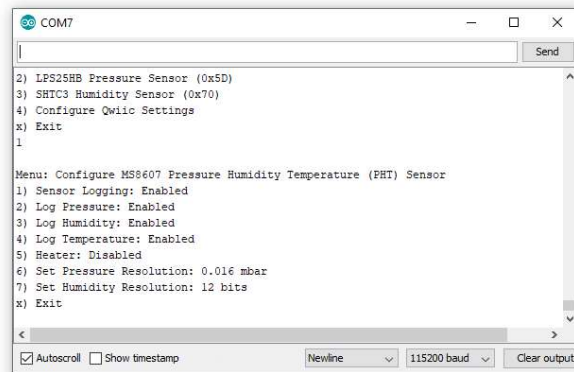 COM7
Send
2) LPS25HB Pressure Sensor (0x5D)
3) SHTC3 Humidity Sensor (0x70)
4) Configure Qwiic Settings
x) Exit
1
Menu: Configure MS8607 Pressure Humidity Temperature (PHT) Sensor
1) Sensor Logging: Enabled
2) Log Pressure: Enabled
3) Log Humidity: Enabled
4) Log Temperature: Enabled
5) Heater: Disabled
6) Set Pressure Resolution: 0.016 mbar
7) Set Humidity Resolution: 12 bits
x) Exit
Autoscroll Show timestamp Newline 115200 baud Clear output